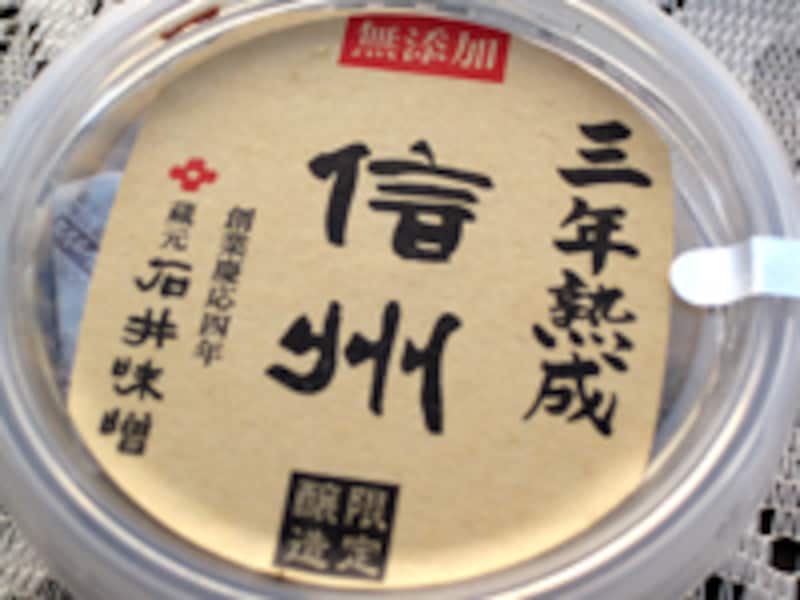 無添加
三年熟成
信州
創業慶応四年
蔵元 石井味噌
限定
醸造